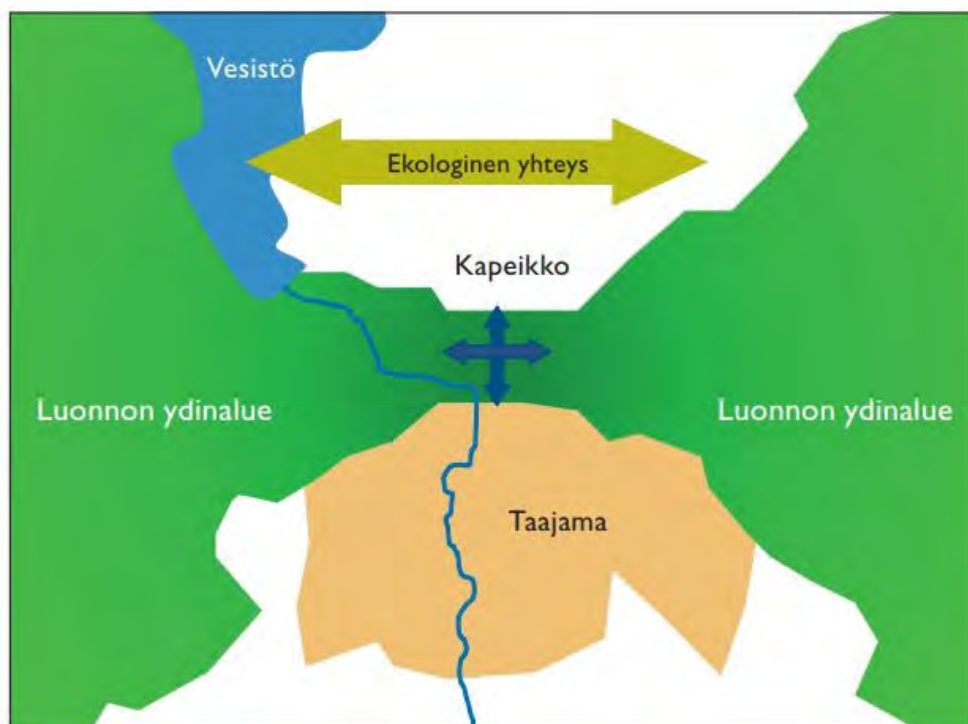 Vesistö
Ekologinen yhteys
Kapeikko
Luonnon ydinalue
Luonnon ydinalue
Taajama